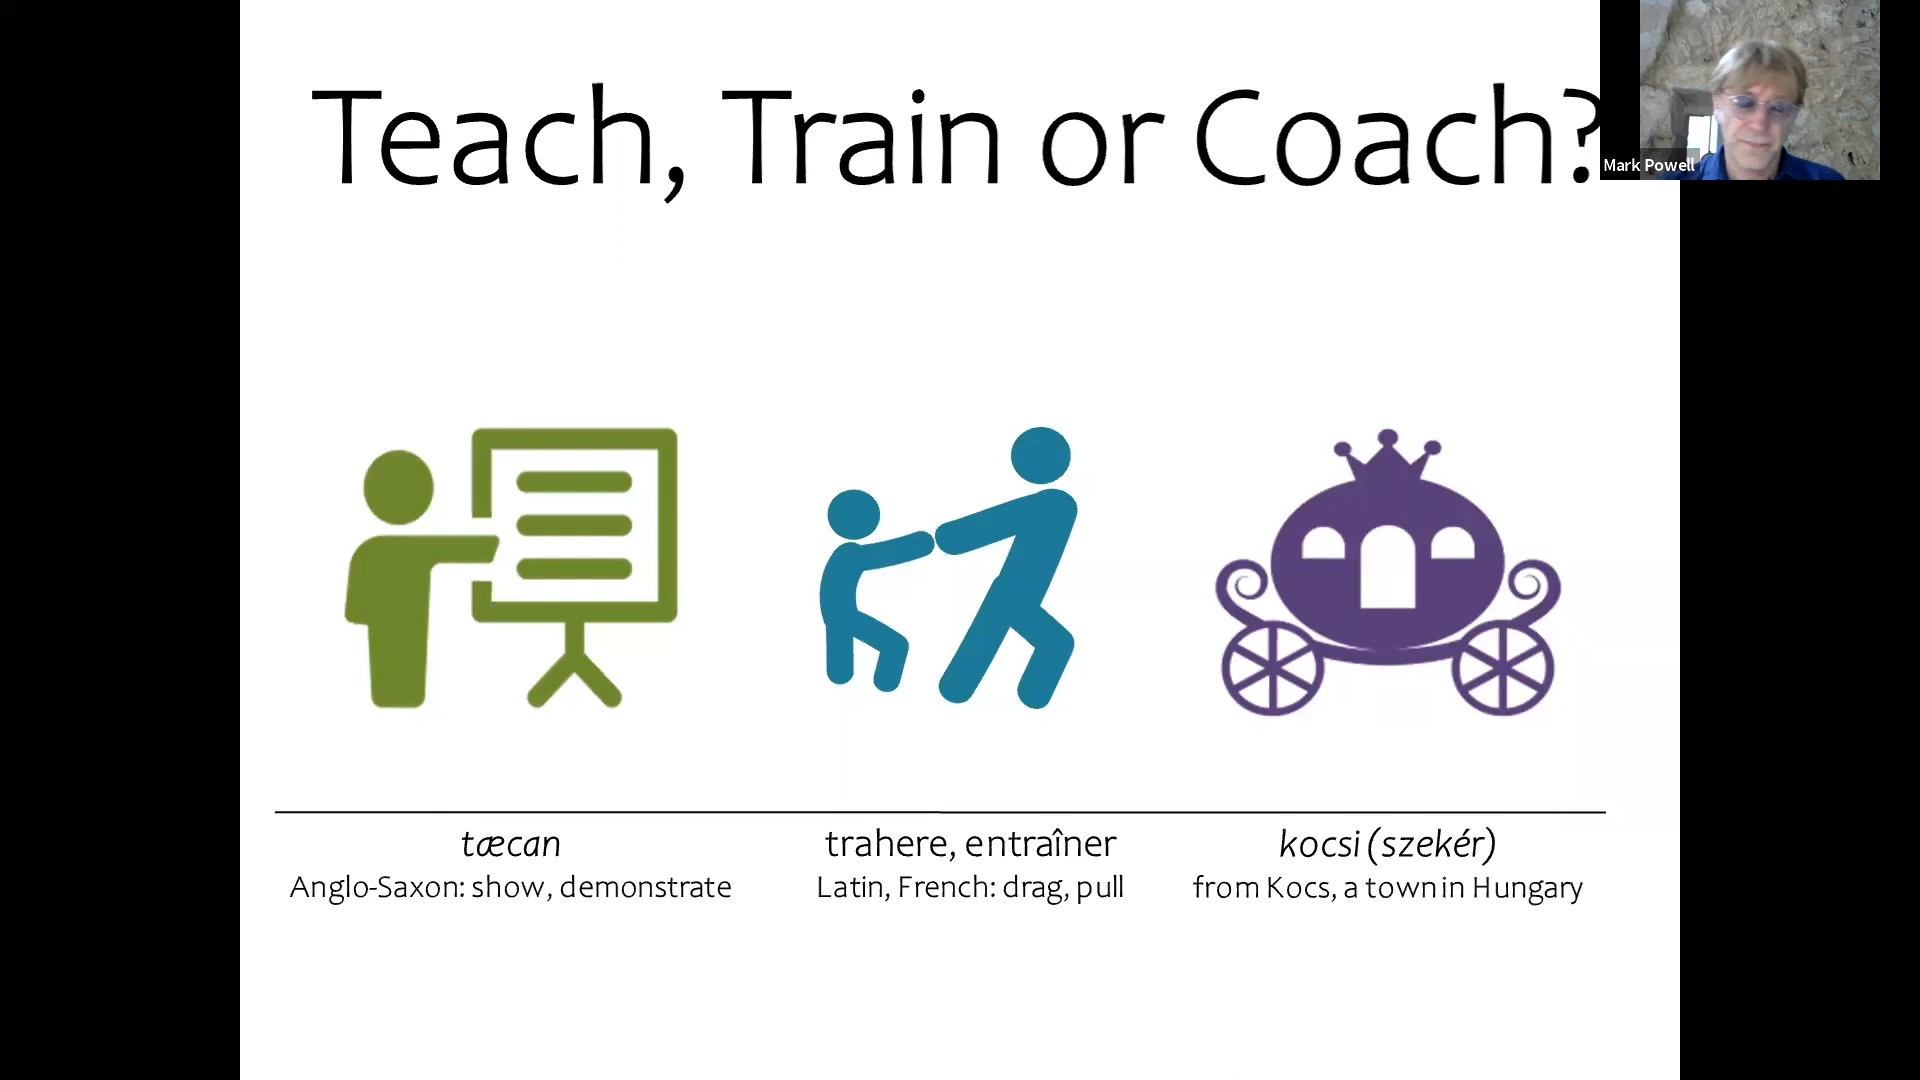 Teach, Train or Coach?
Mark Powell
tæcan
Anglo-Saxon: show, demonstrate
trahere, entraîner
Latin, French: drag, pull
kocsi (szekér)
from Kocs, a town in Hungary